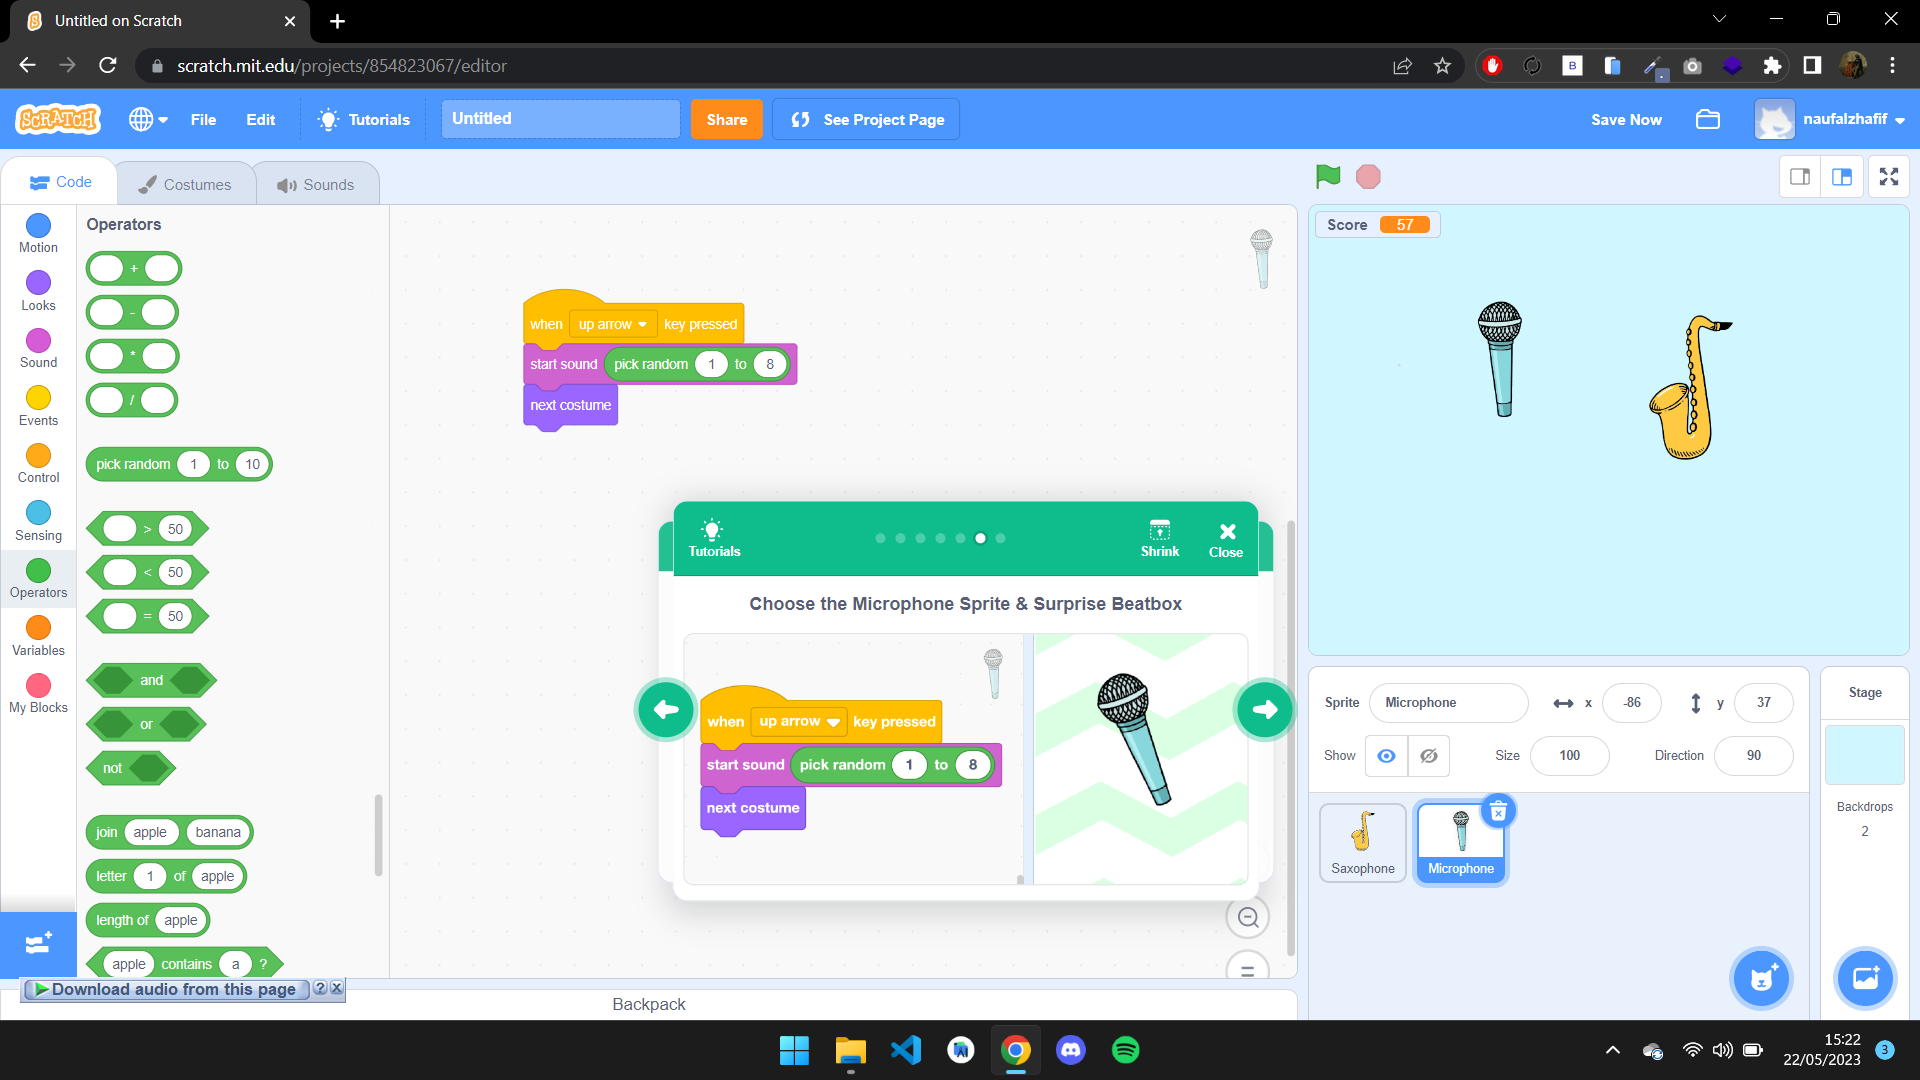 Untitled on Scratch
scratch.mit.edu/projects/854823067/editor
SCRATCH File Edit Tutorials Untitled Share See Project Page Save Now naufalzhafif
Code Costumes Sounds
Motion
Looks
Sound
Events
Control
Sensing
Operators
Variables
My Blocks
Operators
+
-
*
/
pick random 1 to 10
> 50
< 50
= 50
and
or
not
join apple banana
letter 1 of apple
length of apple
apple contains a ?
when up arrow key pressed
start sound pick random 1 to 8
next costume
Tutorials Shrink Close
Choose the Microphone Sprite & Surprise Beatbox
when up arrow key pressed
start sound pick random 1 to 8
next costume
Score 57
Sprite Microphone x -86 y 37
Show Size 100 Direction 90
Saxophone
Microphone
Stage
Backdrops
2
Download audio from this page ? x
Backpack
15:22
22/05/2023 3